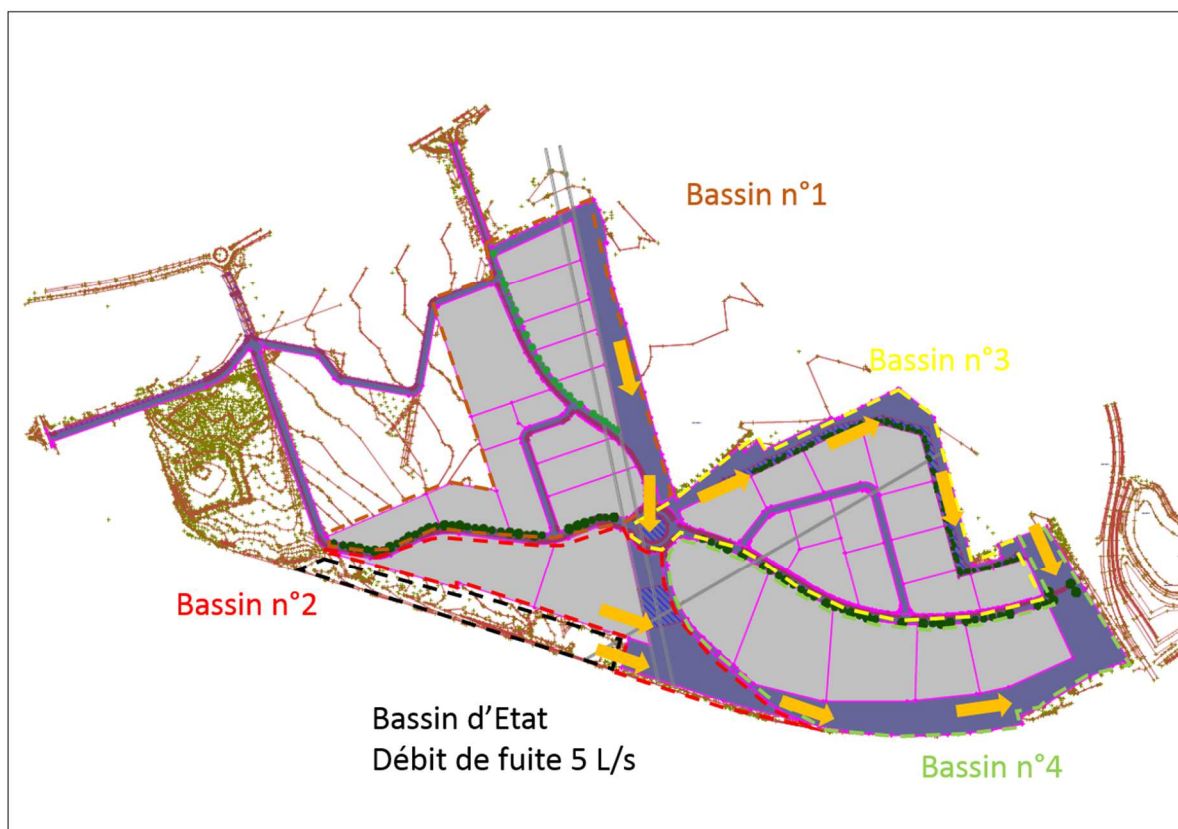 Bassin n°1
Bassin n°3
Bassin n°2
Bassin d’Etat
Débit de fuite 5 L/s
Bassin n°4